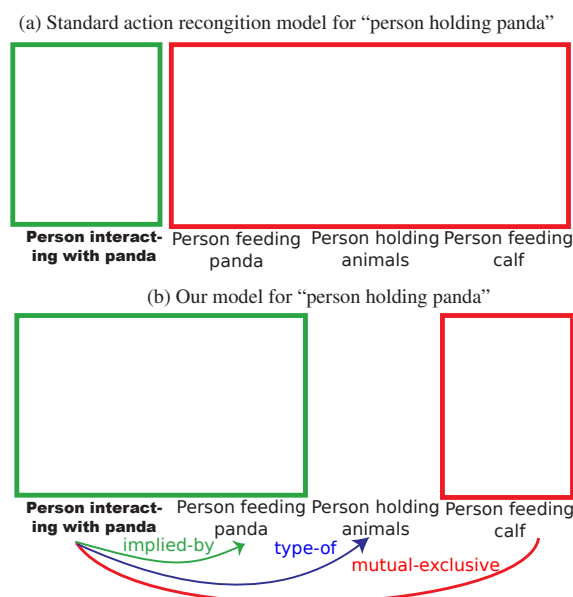 (a) Standard action recongition model for “person holding panda”
Person interact-
ing with panda
Person feeding
panda
Person holding
animals
Person feeding
calf
(b) Our model for “person holding panda”
Person interact-
ing with panda
Person feeding
panda
Person holding
animals
Person feeding
calf
implied-by
type-of
mutual-exclusive